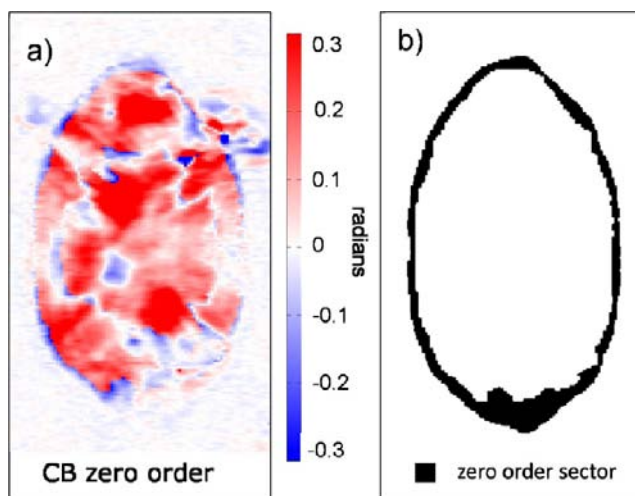 a)
CB zero order
0.3
0.2
0.1
0
-0.1
-0.2
-0.3
radians
b)
zero order sector